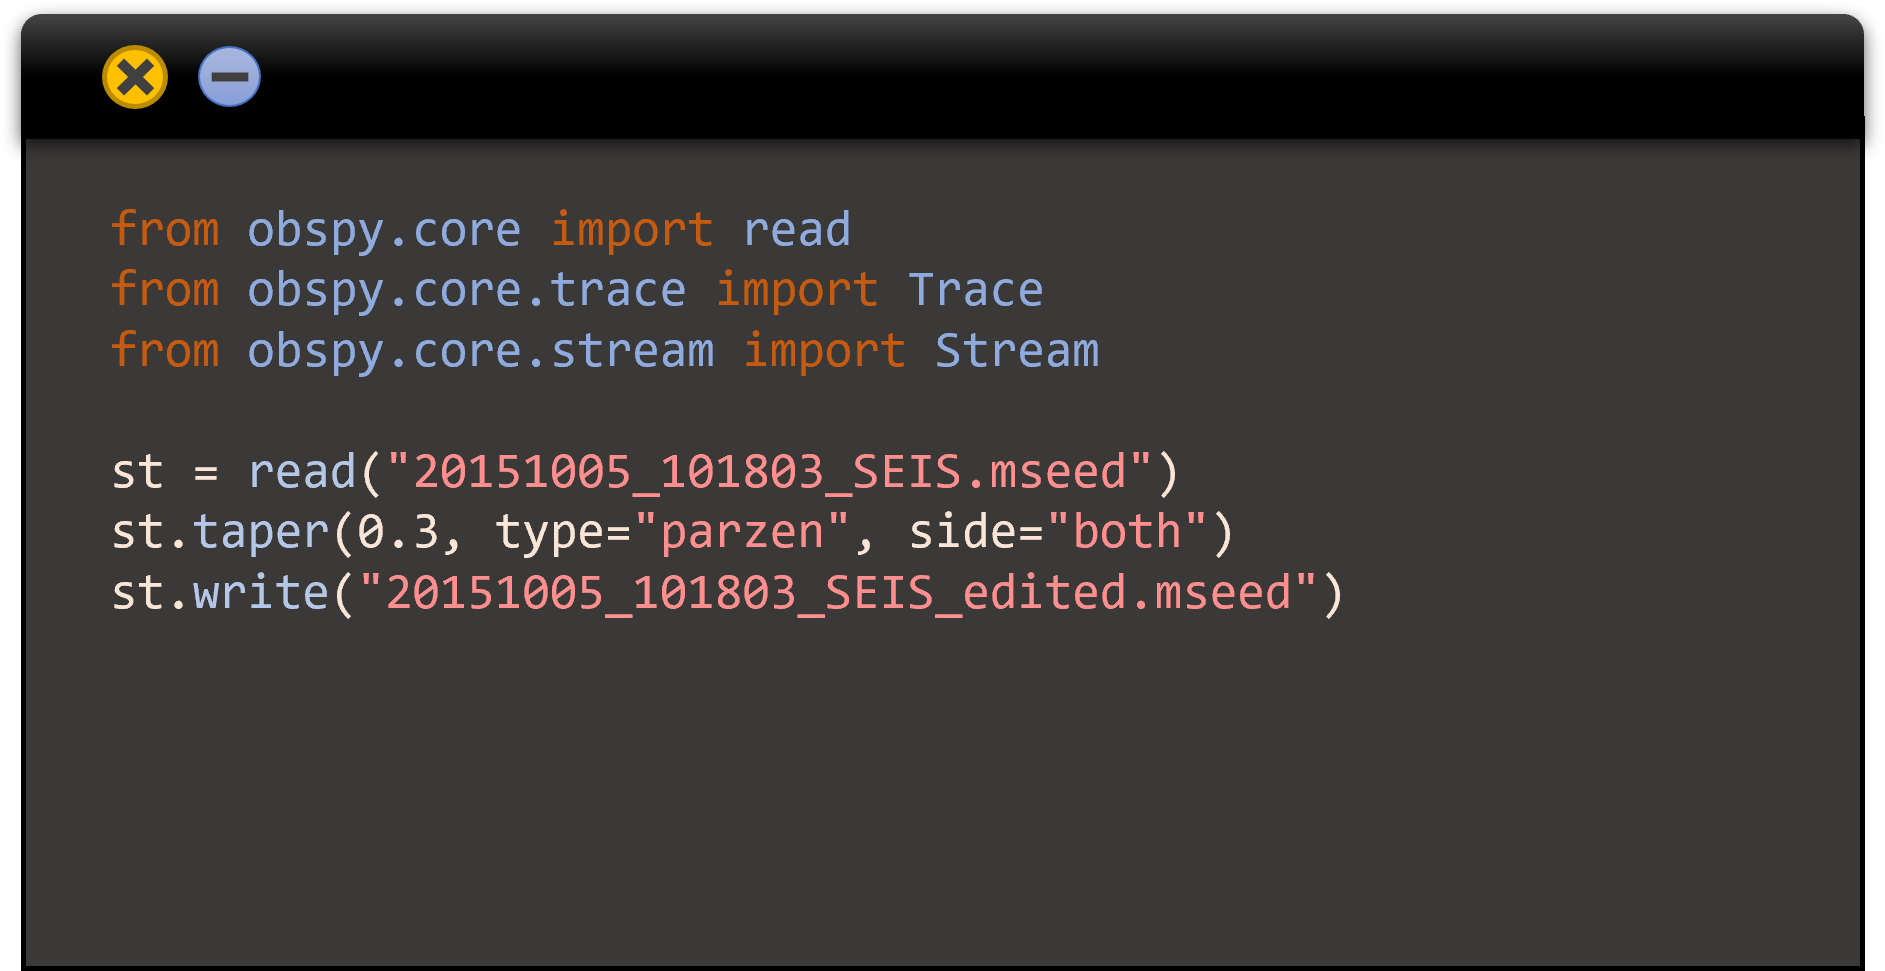 from obspy.core import read
from obspy.core.trace import Trace
from obspy.core.stream import Stream
st = read("20151005_101803_SEIS.mseed")
st.taper(0.3, type="parzen", side="both")
st.write("20151005_101803_SEIS_edited.mseed")